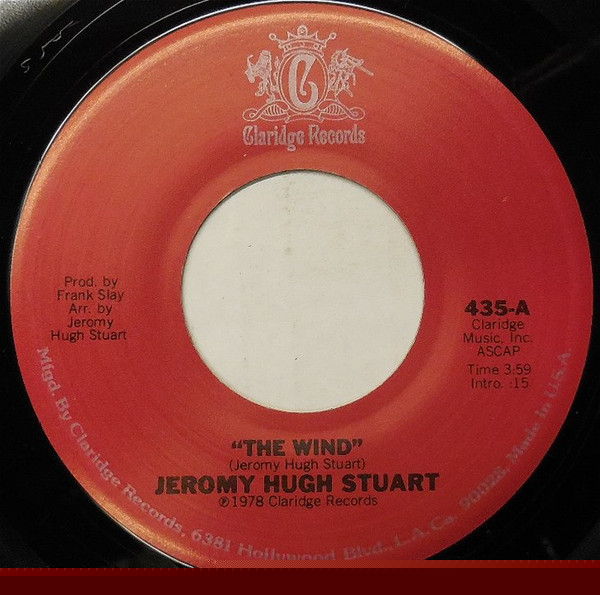 C
Claridge Records
Prod. by
Frank Slay
Arr. by
Jeromy
Hugh Stuart
435-A
Claridge
Music, Inc.
ASCAP
Time 3:59
Intro. :15
"THE WIND"
(Jeromy Hugh Stuart)
JEROMY HUGH STUART
℗1978 Claridge Records
Mfgd. By Claridge Records, 6381 Hollywood Blvd., L.A. Ca. 90028, Made in U.S.A.